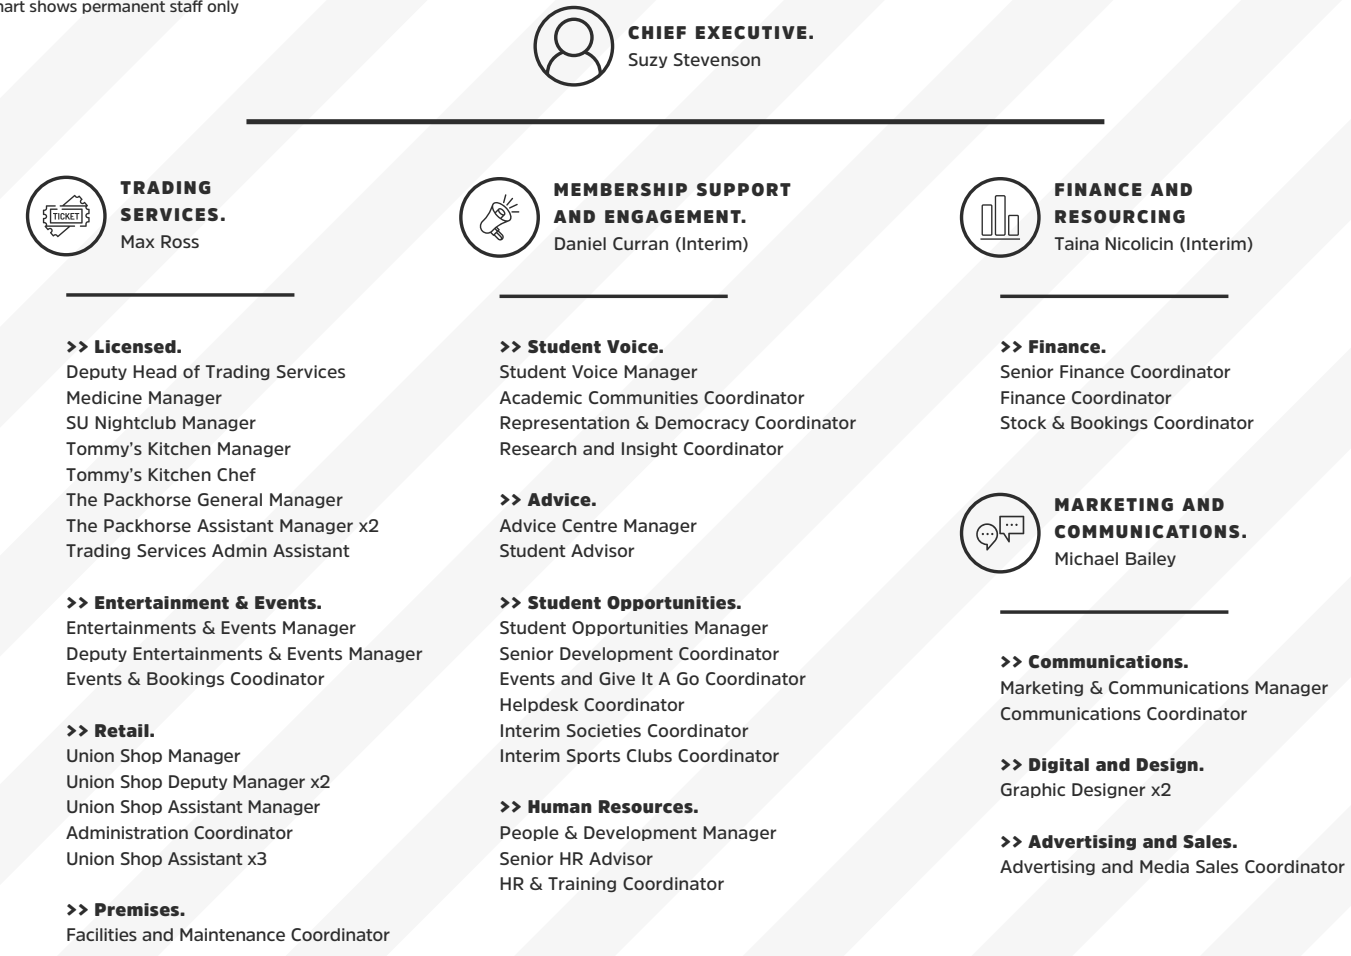 hart shows permanent staff only
CHIEF EXECUTIVE.
Suzy Stevenson
TRADING
SERVICES.
Max Ross
TICKET
>> Licensed.
Deputy Head of Trading Services
Medicine Manager
SU Nightclub Manager
Tommy's Kitchen Manager
Tommy's Kitchen Chef
The Packhorse General Manager
The Packhorse Assistant Manager x2
Trading Services Admin Assistant
>> Entertainment & Events.
Entertainments & Events Manager
Deputy Entertainments & Events Manager
Events & Bookings Coodinator
>> Retail.
Union Shop Manager
Union Shop Deputy Manager x2
Union Shop Assistant Manager
Administration Coordinator
Union Shop Assistant x3
>> Premises.
Facilities and Maintenance Coordinator
MEMBERSHIP SUPPORT
AND ENGAGEMENT.
Daniel Curran (Interim)
>> Student Voice.
Student Voice Manager
Academic Communities Coordinator
Representation & Democracy Coordinator
Research and Insight Coordinator
>> Advice.
Advice Centre Manager
Student Advisor
>> Student Opportunities.
Student Opportunities Manager
Senior Development Coordinator
Events and Give It A Go Coordinator
Helpdesk Coordinator
Interim Societies Coordinator
Interim Sports Clubs Coordinator
>> Human Resources.
People & Development Manager
Senior HR Advisor
HR & Training Coordinator
FINANCE AND
RESOURCING
Taina Nicolicin (Interim)
>> Finance.
Senior Finance Coordinator
Finance Coordinator
Stock & Bookings Coordinator
MARKETING AND
COMMUNICATIONS.
Michael Bailey
>> Communications.
Marketing & Communications Manager
Communications Coordinator
>> Digital and Design.
Graphic Designer x2
>> Advertising and Sales.
Advertising and Media Sales Coordinator